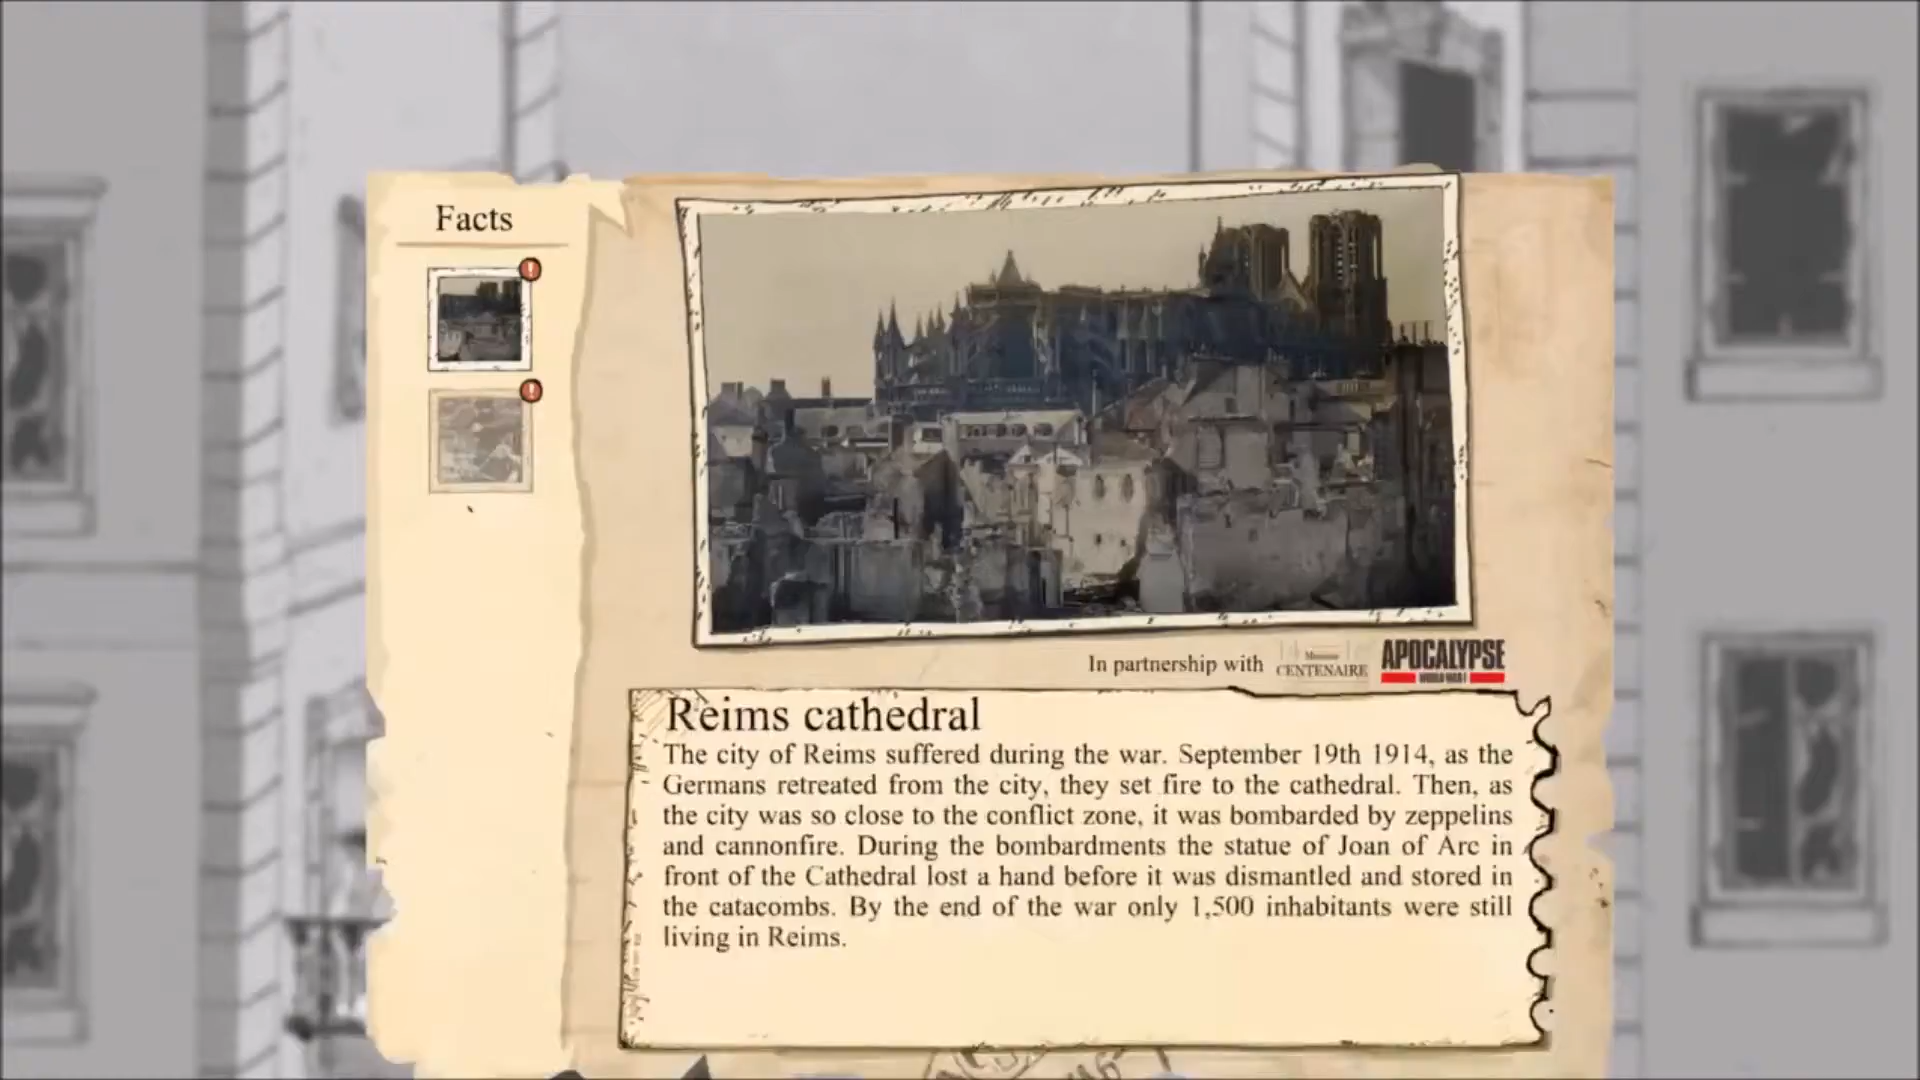 Facts
In partnership with
CENTENAIRE
APOCALYPSE
WORLD WAR I
Reims cathedral
The city of Reims suffered during the war. September 19th 1914, as the
Germans retreated from the city, they set fire to the cathedral. Then, as
the city was so close to the conflict zone, it was bombarded by zeppelins
and cannonfire. During the bombardments the statue of Joan of Arc in
front of the Cathedral lost a hand before it was dismantled and stored in
the catacombs. By the end of the war only 1,500 inhabitants were still
living in Reims.